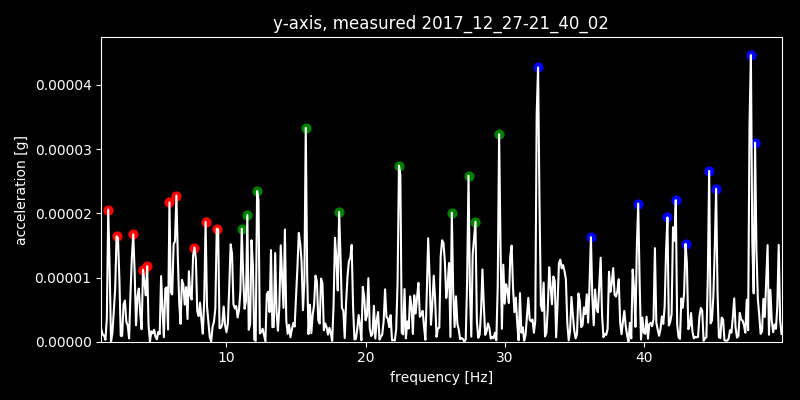 y-axis, measured 2017_12_27-21_40_02
acceleration [g]
0.00004
0.00003
0.00002
0.00001
0.00000
10 20 30 40
frequency [Hz]